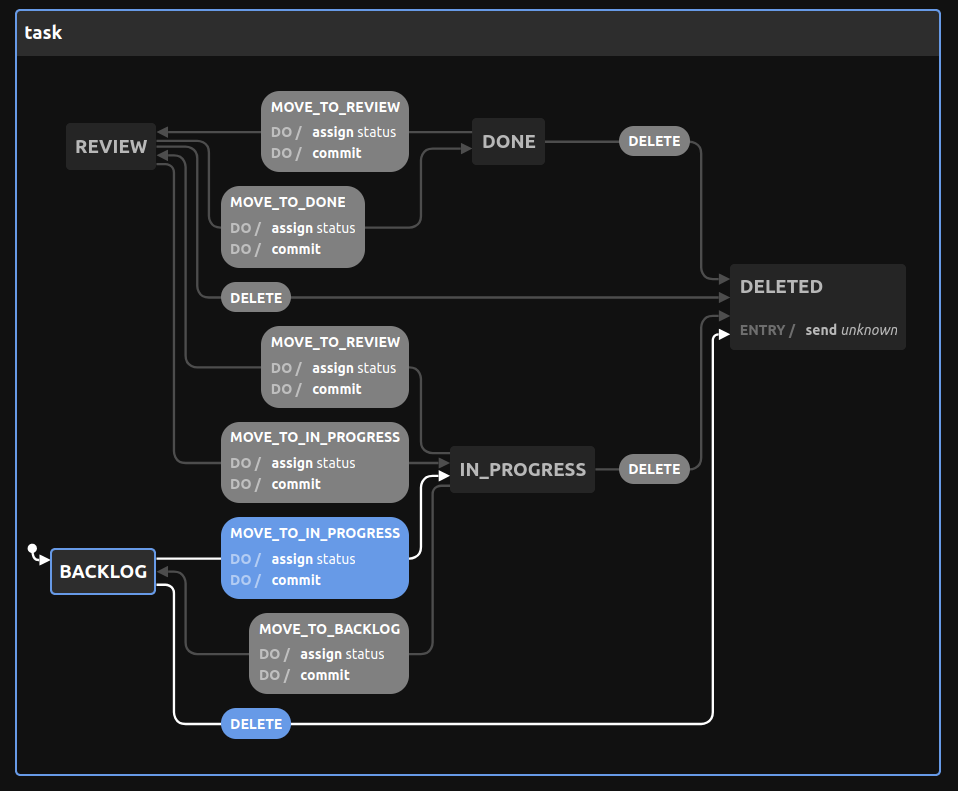 task
MOVE_TO_REVIEW
DO / assign status
DO / commit
REVIEW
DONE
DELETE
MOVE_TO_DONE
DO / assign status
DO / commit
DELETE
DELETED
ENTRY / send unknown
MOVE_TO_REVIEW
DO / assign status
DO / commit
MOVE_TO_IN_PROGRESS
DO / assign status
DO / commit
IN_PROGRESS
DELETE
MOVE_TO_IN_PROGRESS
DO / assign status
DO / commit
BACKLOG
MOVE_TO_BACKLOG
DO / assign status
DO / commit
DELETE